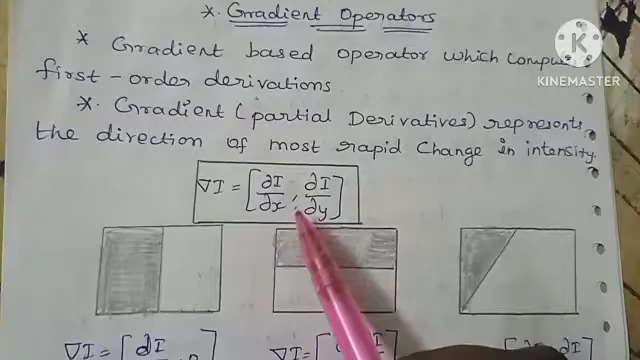 *. Gradient Operators
* Gradient based operator which compu
first-order derivations.
*. Gradient (partial Derivatives) represents
the direction of most rapid change in intensity.
∇I = [∂I/∂x, ∂I/∂y]
∇I = [∂I
∇I =
KINEMASTER